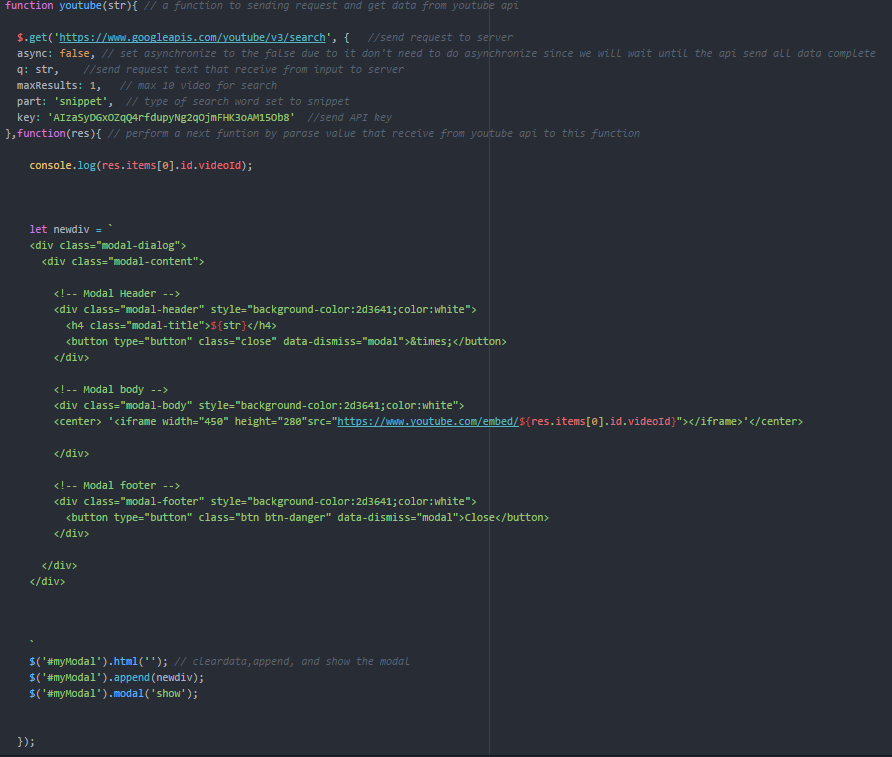 function youtube(str){ // a function to sending request and get data from youtube api
$.get('https://www.googleapis.com/youtube/v3/search', { //send request to server
async: false, // set asynchronize to the false due to it don't need to do asynchronize since we will wait until the api send all data complete
q: str, //send request text that receive from input to server
maxResults: 1, // max 10 video for search
part: 'snippet', // type of search word set to snippet
key: 'AIzaSyDGxOZqQ4rfdupyNg2qOjmFHK3oAM15Ob8' //send API key
},function(res){ // perform a next funtion by parase value that receive from youtube api to this function
console.log(res.items[0].id.videoId);
let newdiv = `
<div class="modal-dialog">
<div class="modal-content">
<!-- Modal Header -->
<div class="modal-header" style="background-color:2d3641;color:white">
<h4 class="modal-title">${str}</h4>
<button type="button" class="close" data-dismiss="modal">&times;</button>
</div>
<!-- Modal body -->
<div class="modal-body" style="background-color:2d3641;color:white">
<center> '<iframe width="450" height="280"src="https://www.youtube.com/embed/${res.items[0].id.videoId}"></iframe>'</center>
</div>
<!-- Modal footer -->
<div class="modal-footer" style="background-color:2d3641;color:white">
<button type="button" class="btn btn-danger" data-dismiss="modal">Close</button>
</div>
</div>
</div>
`
$('#myModal').html(''); // cleardata,append, and show the modal
$('#myModal').append(newdiv);
$('#myModal').modal('show');
});